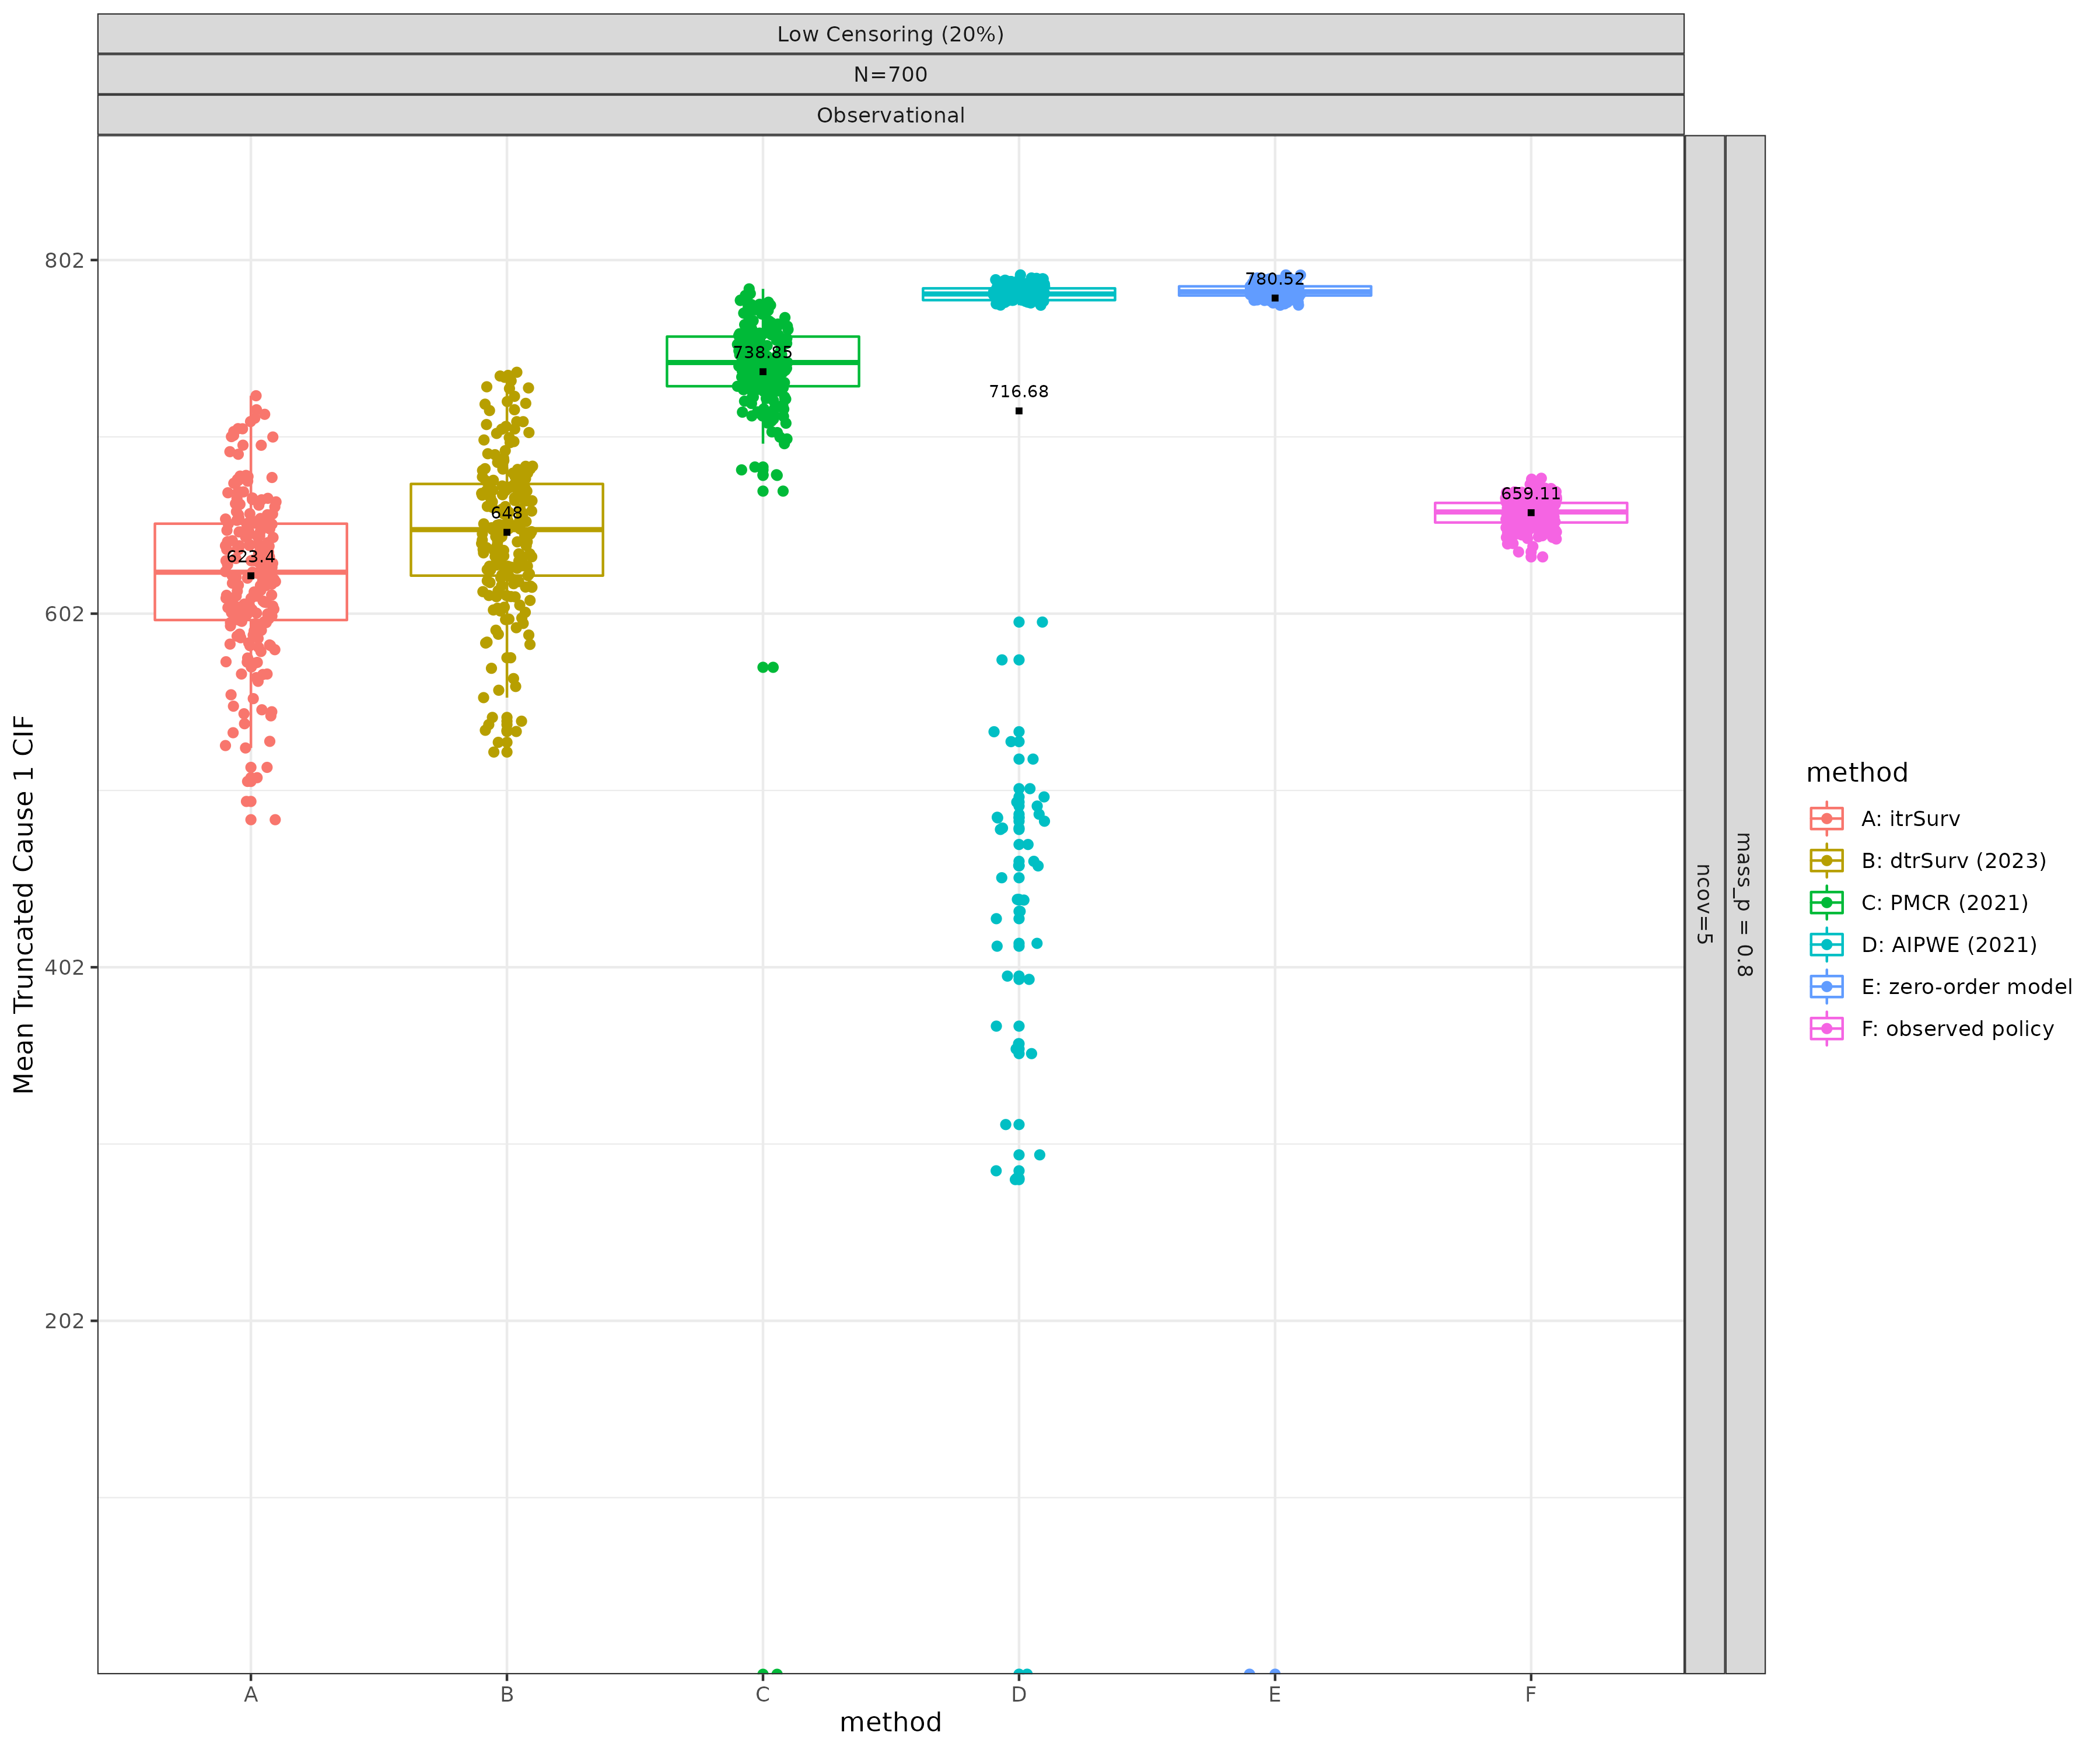 Low Censoring (20%)
N=700
Observational
Mean Truncated Cause 1 CIF
802
602
402
202
623.4
648
738.85
716.68
780.52
659.11
A
B
C
D
E
F
method
ncov=5
mass_p = 0.8
method
A: itrSurv
B: dtrSurv (2023)
C: PMCR (2021)
D: AIPWE (2021)
E: zero-order model
F: observed policy